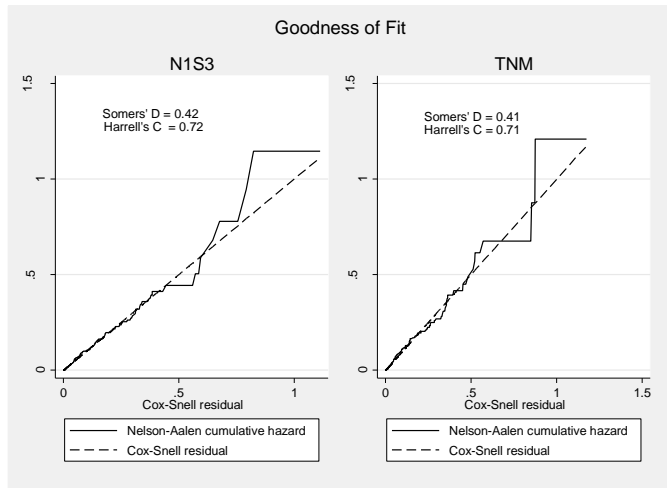 Goodness of Fit
N1S3
TNM
Somers' D = 0.42
Harrell's C = 0.72
Somers' D = 0.41
Harrell's C = 0.71
1.5
1
.5
0
0
.5
1
Cox-Snell residual
1.5
1
.5
0
0
.5
1
1.5
Cox-Snell residual
Nelson-Aalen cumulative hazard
Cox-Snell residual
Nelson-Aalen cumulative hazard
Cox-Snell residual